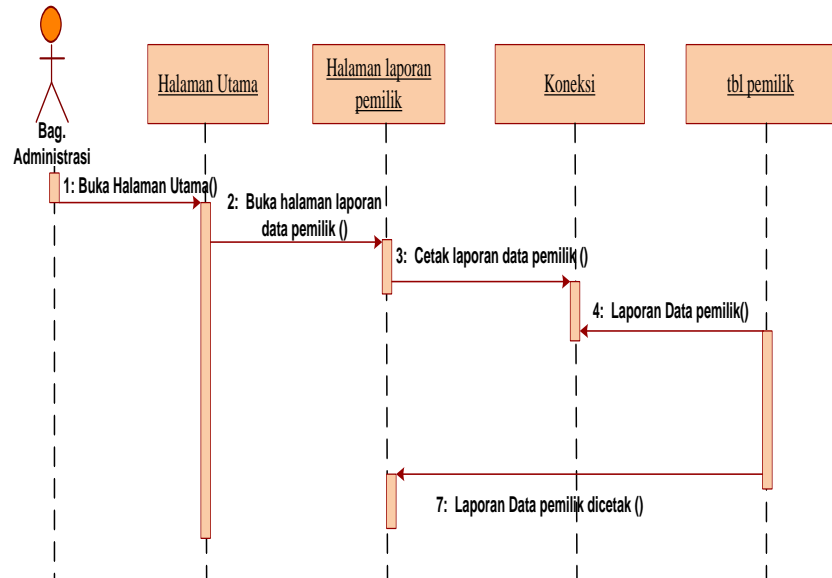 Halaman Utama
Halaman laporan
pemilik
Koneksi
tbl pemilik
Bag.
Administrasi
1: Buka Halaman Utama()
2: Buka halaman laporan
data pemilik ()
3: Cetak laporan data pemilik ()
4: Laporan Data pemilik()
7: Laporan Data pemilik dicetak ()